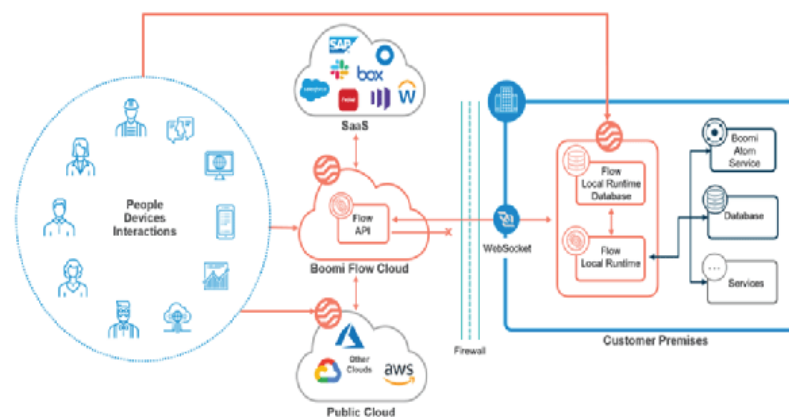 SAP
box
salesforce
w
SaaS
People
Devices
Interactions
Flow
API
Boomi Flow Cloud
Other
Clouds
aws
Public Cloud
Firewall
WebSocket
Flow
Local Runtime
Database
Flow
Local Runtime
Boomi
Atom
Service
Database
Services
Customer Premises